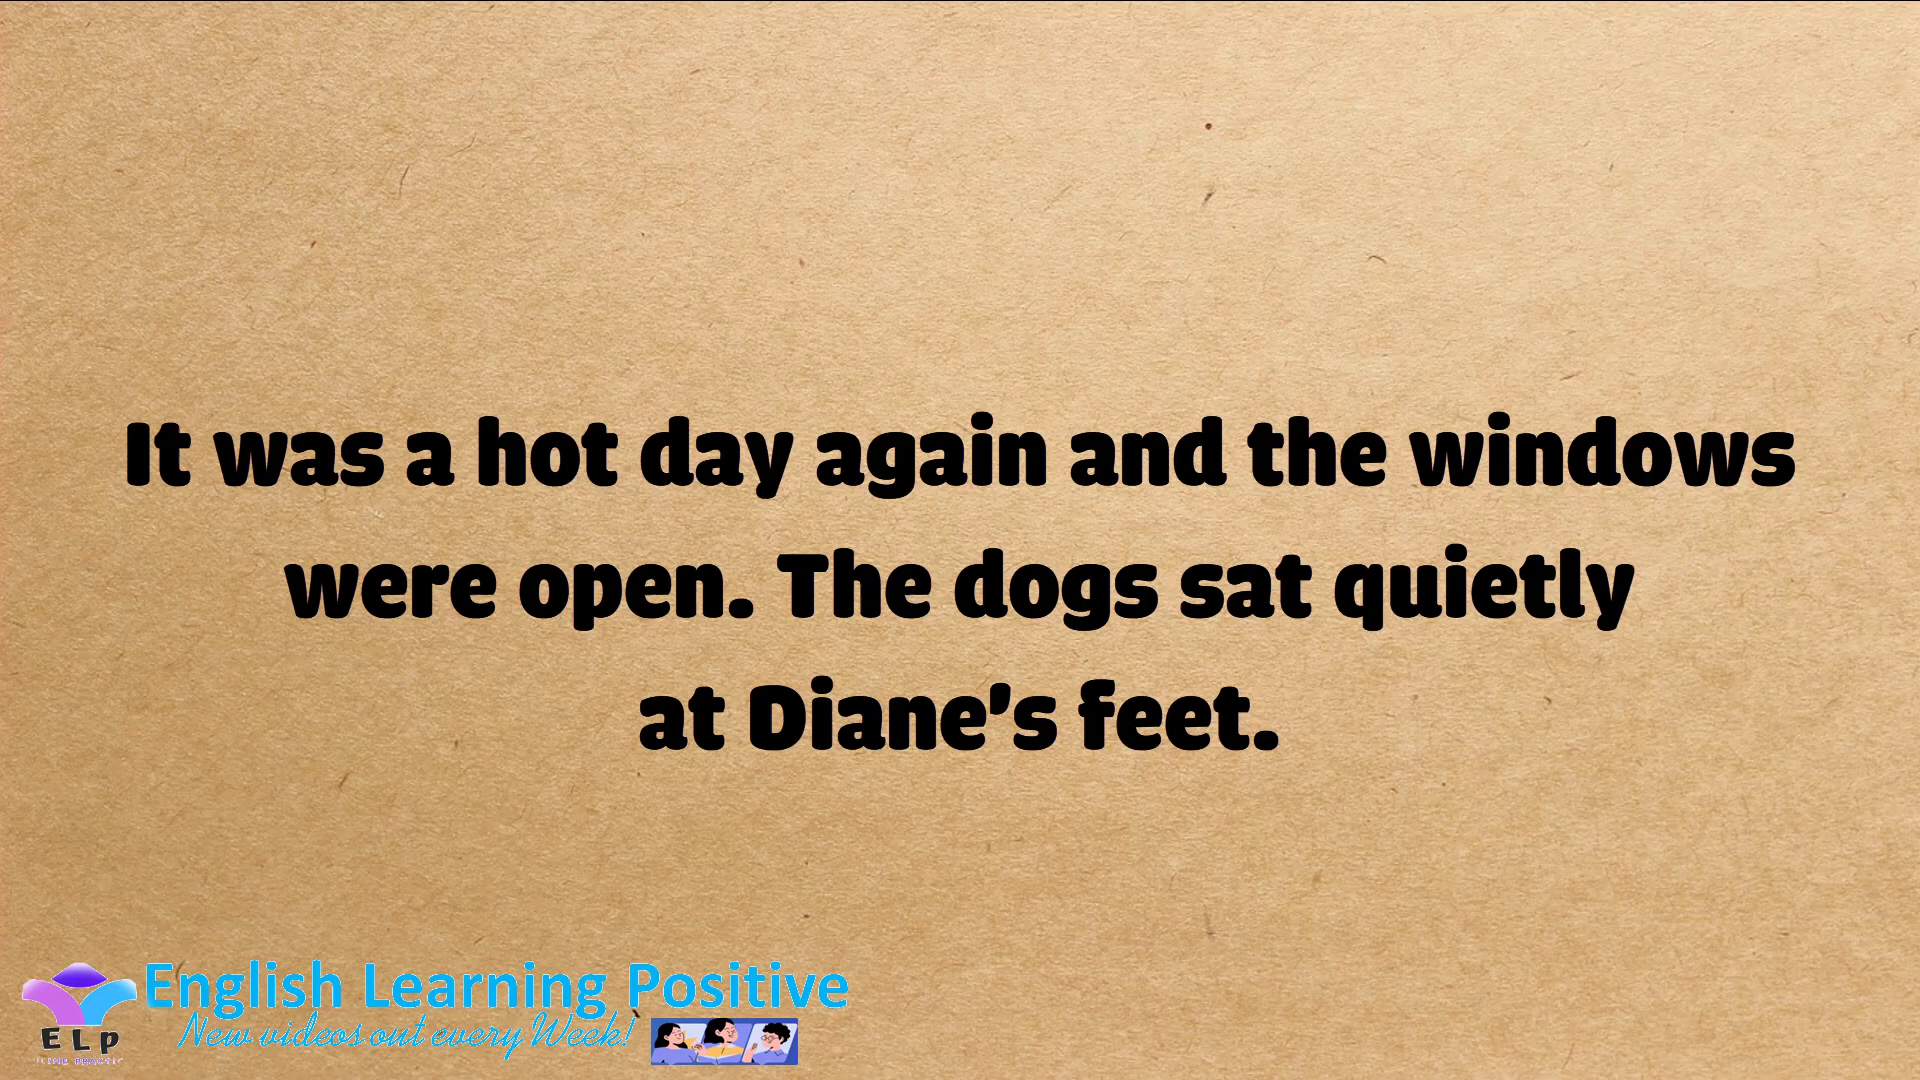 It was a hot day again and the windows
were open. The dogs sat quietly
at Diane's feet.
English Learning Positive
New videos out every Week!
ELP